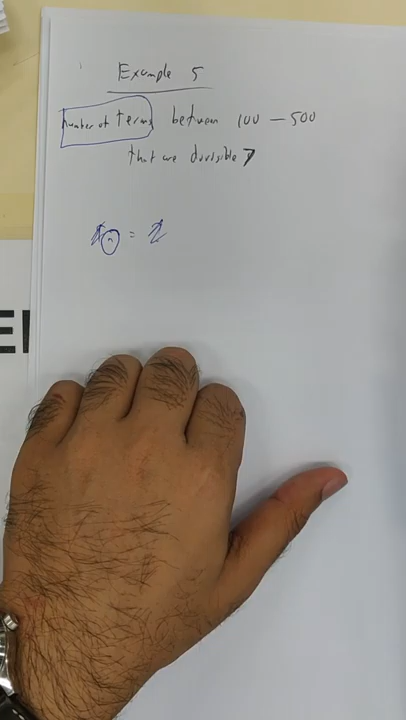 Example 5
number of terms between 100 - 500
that are divisible 7
n =